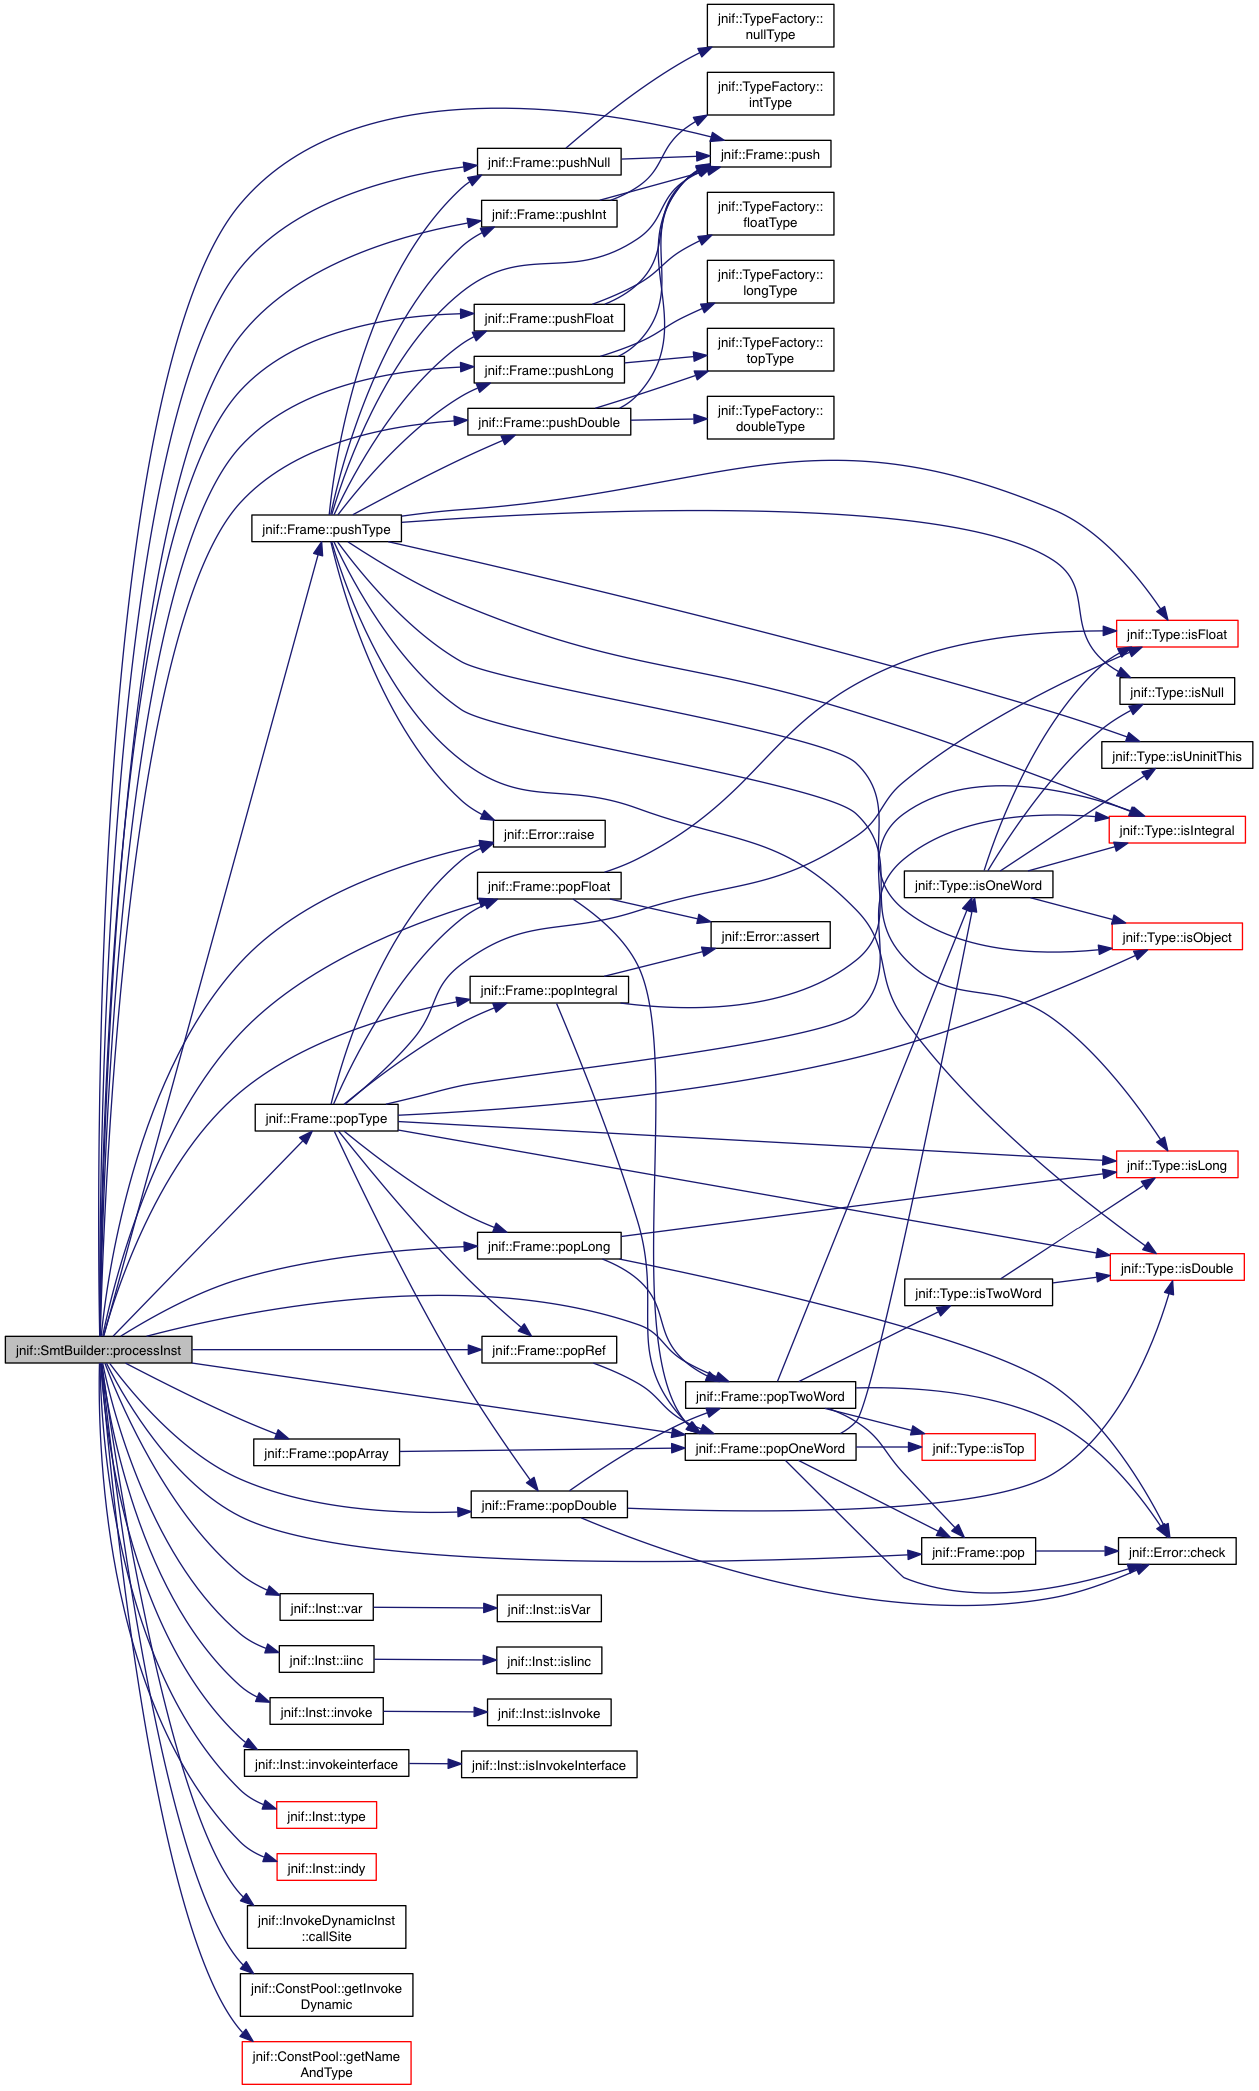 jnif::TypeFactory::
nullType
jnif::TypeFactory::
intType
jnif::Frame::push
jnif::Frame::pushNull
jnif::Frame::pushInt
jnif::TypeFactory::
floatType
jnif::TypeFactory::
longType
jnif::Frame::pushFloat
jnif::TypeFactory::
topType
jnif::Frame::pushLong
jnif::TypeFactory::
doubleType
jnif::Frame::pushDouble
jnif::Frame::pushType
jnif::Type::isFloat
jnif::Type::isNull
jnif::Type::isUninitThis
jnif::Error::raise
jnif::Type::isIntegral
jnif::Frame::popFloat
jnif::Type::isOneWord
jnif::Error::assert
jnif::Type::isObject
jnif::Frame::popIntegral
jnif::Frame::popType
jnif::Type::isLong
jnif::Frame::popLong
jnif::Type::isDouble
jnif::Type::isTwoWord
jnif::SmtBuilder::processInst
jnif::Frame::popRef
jnif::Frame::popTwoWord
jnif::Frame::popArray
jnif::Frame::popOneWord
jnif::Type::isTop
jnif::Frame::popDouble
jnif::Frame::pop
jnif::Error::check
jnif::Inst::var
jnif::Inst::isVar
jnif::Inst::iinc
jnif::Inst::isIinc
jnif::Inst::invoke
jnif::Inst::isInvoke
jnif::Inst::invokeinterface
jnif::Inst::isInvokeInterface
jnif::Inst::type
jnif::Inst::indy
jnif::InvokeDynamicInst
::callSite
jnif::ConstPool::getInvoke
Dynamic
jnif::ConstPool::getName
AndType